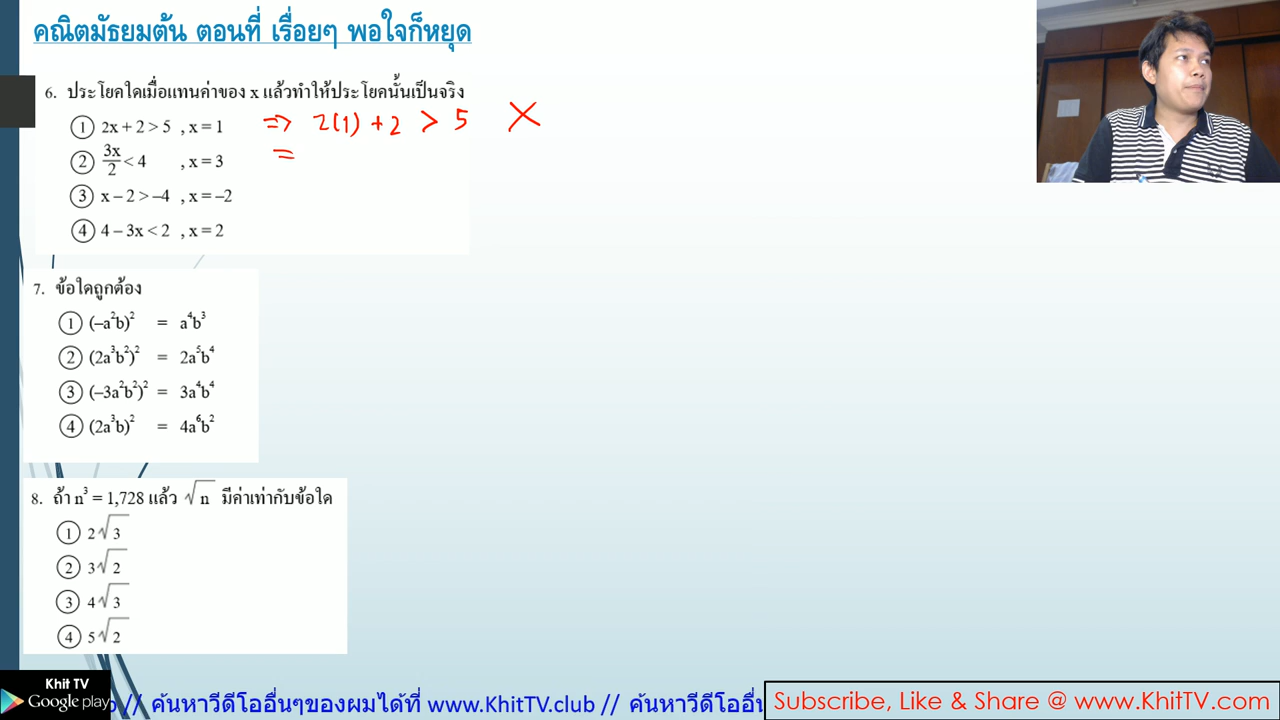 คณิตมัธยมต้น ตอนที่ เรื่อยๆ พอใจก็หยุด
6. ประโยคใดเมื่อแทนค่าของ x แล้วทำให้ประโยคนั้นเป็นจริง
① 2x + 2 > 5 , x = 1 ⇒ 2(1) + 2 > 5 X
② 3x/2 < 4 , x = 3 =
③ x – 2 > –4 , x = –2
④ 4 – 3x < 2 , x = 2
7. ข้อใดถูกต้อง
① (–a²b)² = a⁴b³
② (2a³b²)² = 2a⁵b⁴
③ (–3a²b²)² = 3a⁴b⁴
④ (2a³b)² = 4a⁶b²
8. ถ้า n³ = 1,728 แล้ว √n มีค่าเท่ากับข้อใด
① 2√3
② 3√2
③ 4√3
④ 5√2
Khit TV
Google play
// ค้นหาวีดีโออื่นๆของผมได้ที่ www.KhitTV.club // ค้นหาวีดีโออื่
Subscribe, Like & Share @ www.KhitTV.com